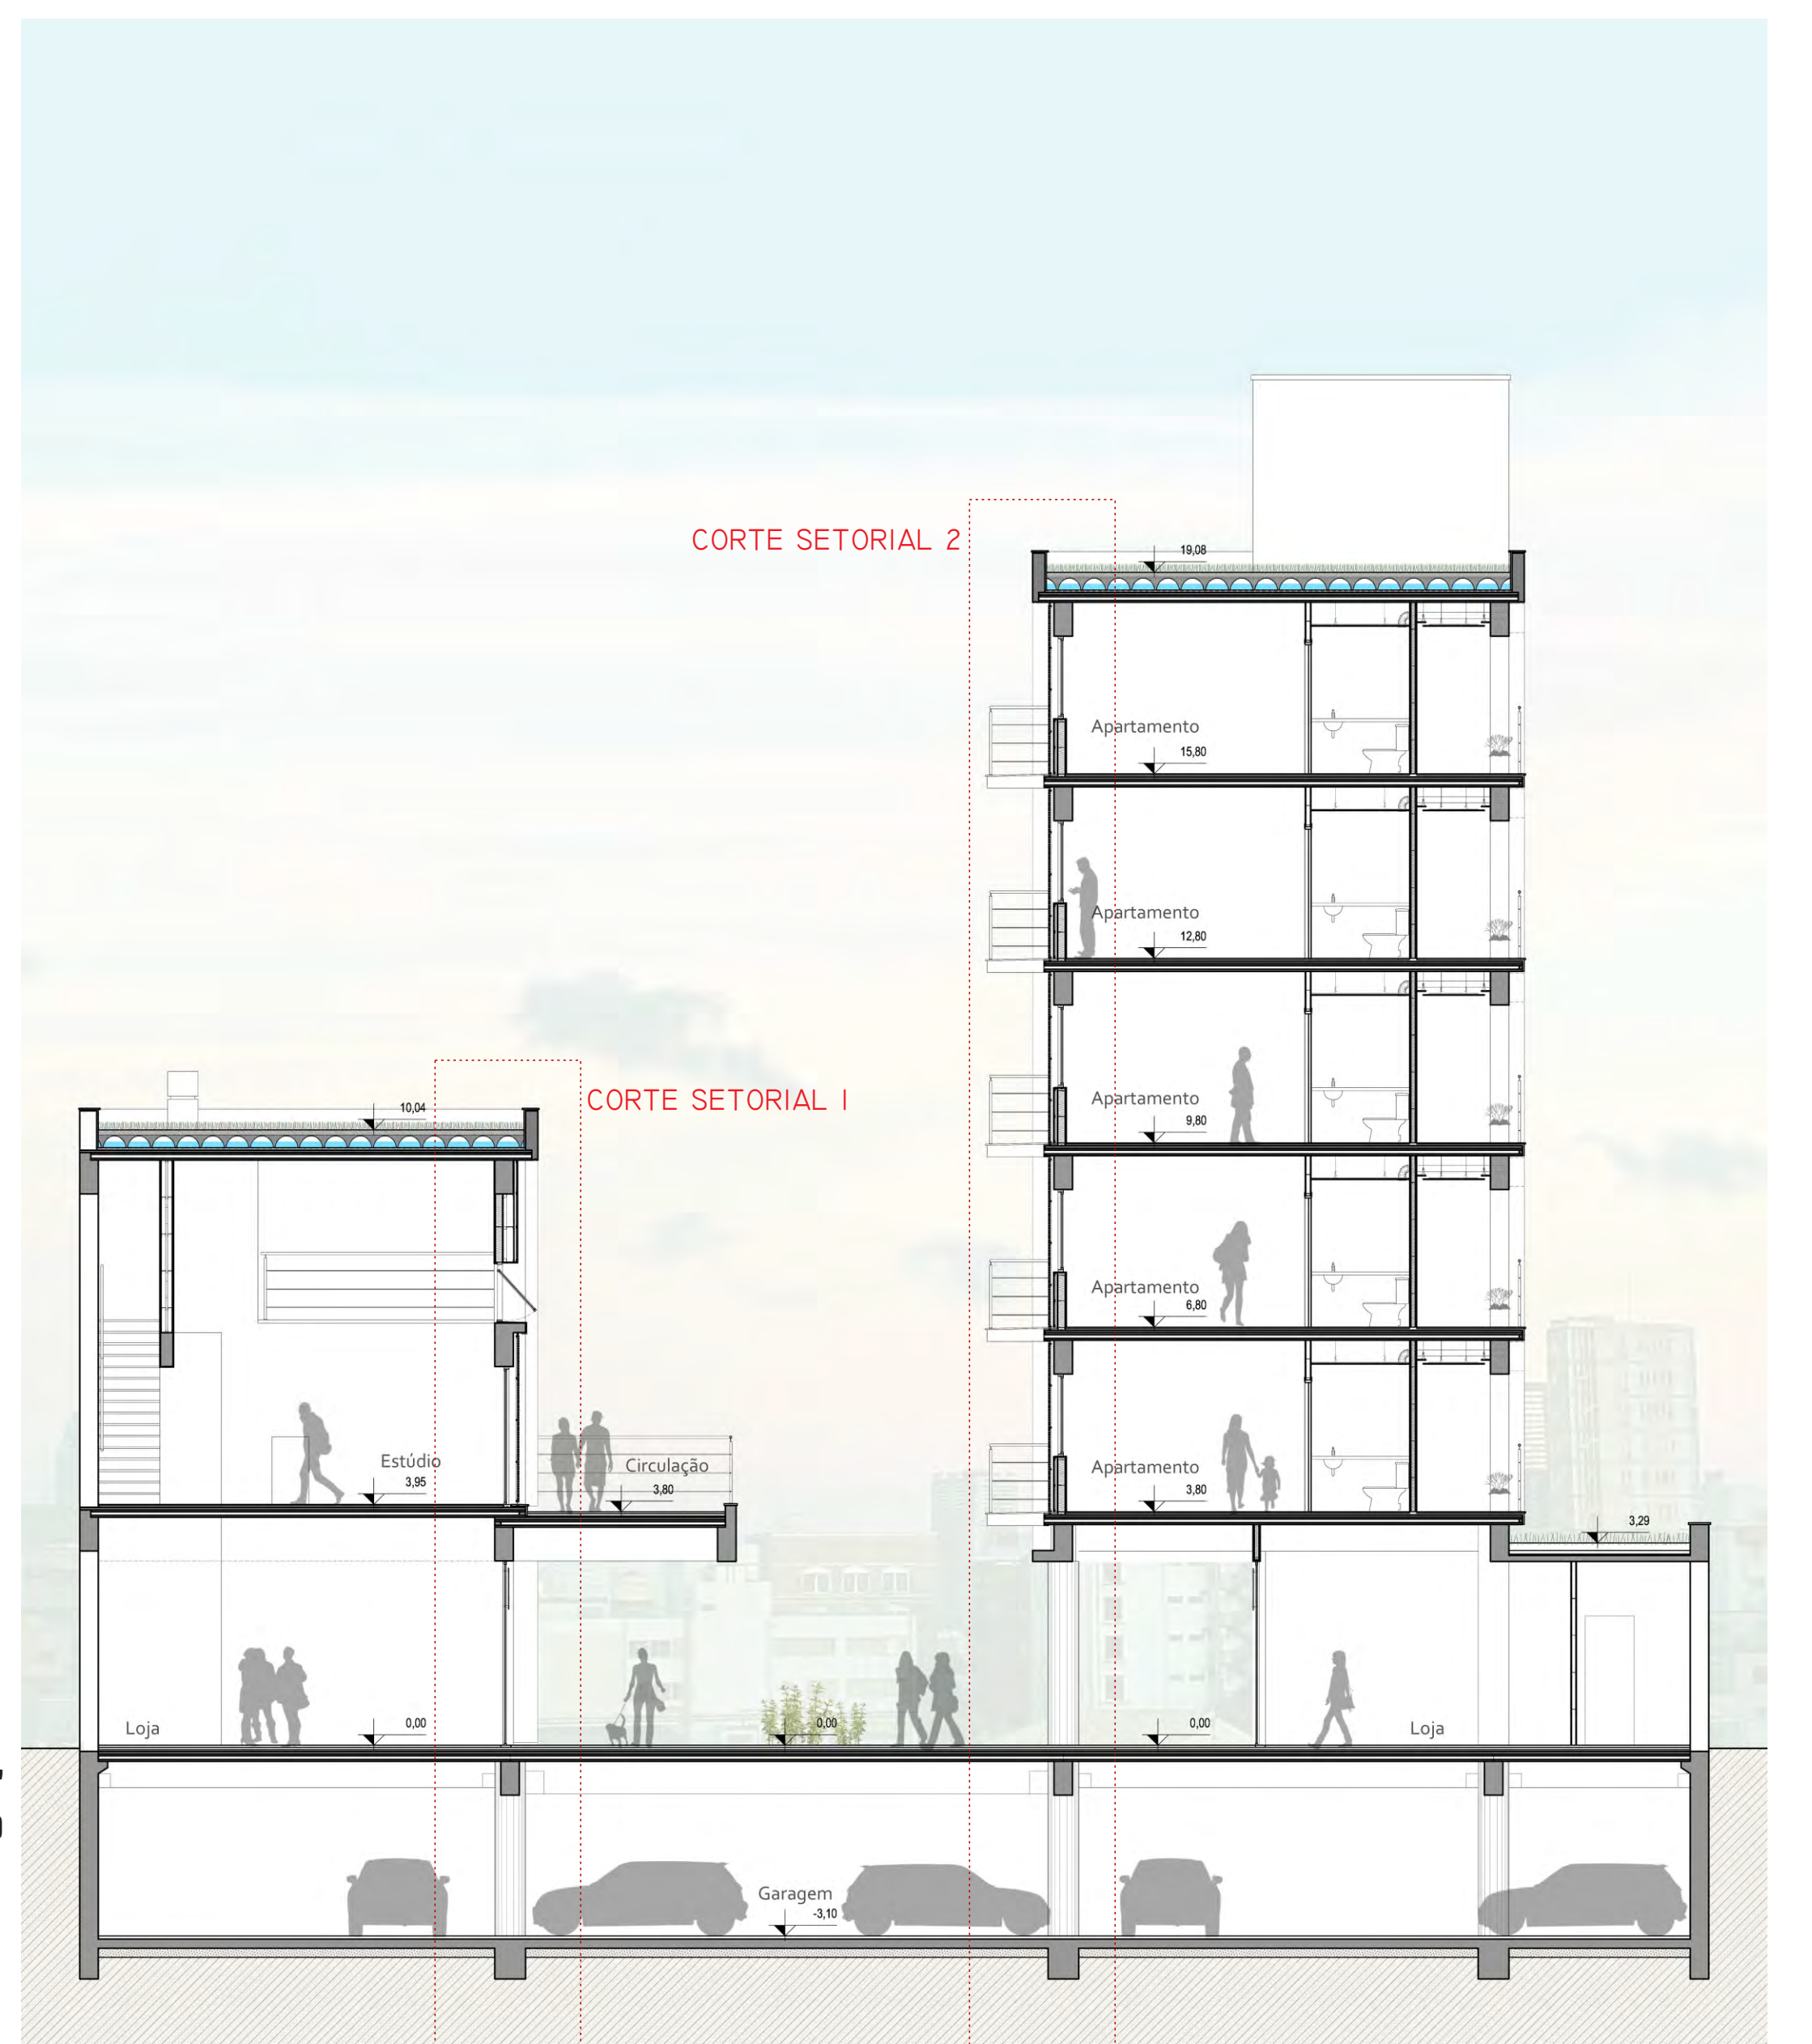 CORTE SETORIAL 2
19,08
Apartamento
15,80
Apartamento
12,80
CORTE SETORIAL 1
10,04
Apartamento
9,80
Apartamento
6,80
Estúdio
3,95
Circulação
3,80
Apartamento
3,80
3,29
Loja
0,00
0,00
0,00
Loja
Garagem
-3,10